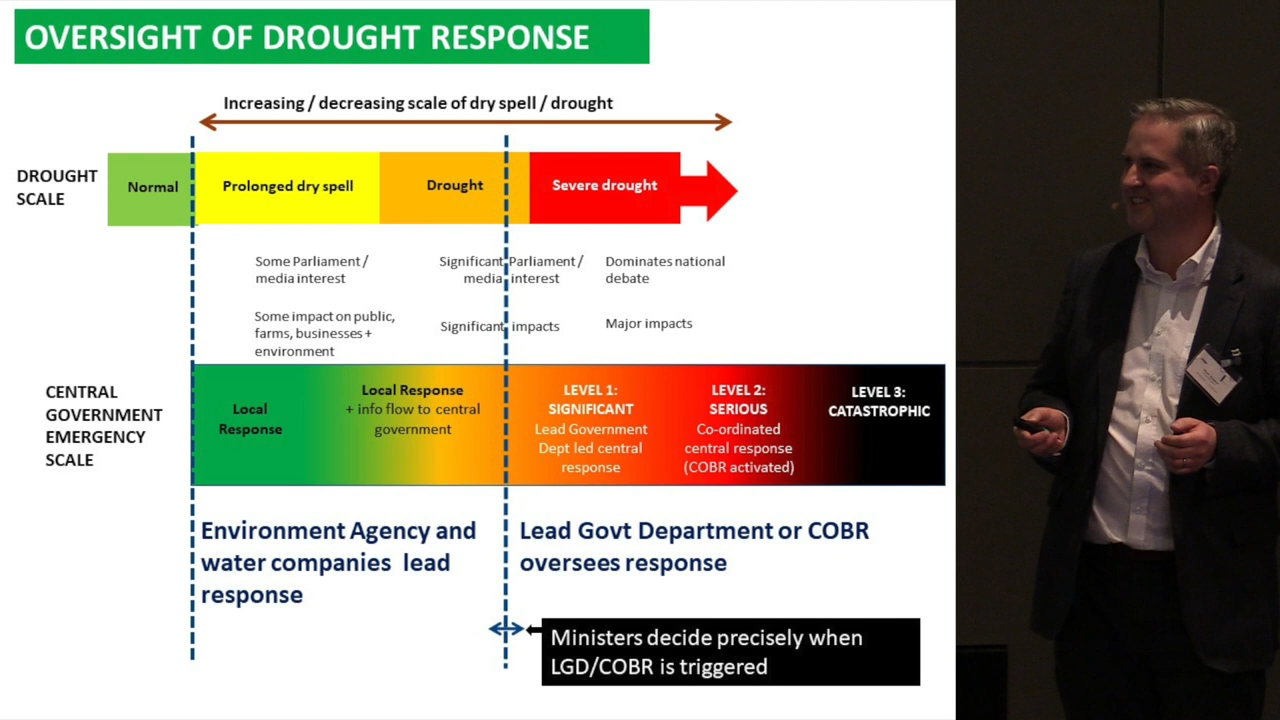 OVERSIGHT OF DROUGHT RESPONSE
Increasing / decreasing scale of dry spell / drought
DROUGHT
SCALE
Normal
Prolonged dry spell
Drought
Severe drought
Some Parliament /
media interest
Significant Parliament /
media interest
Dominates national
debate
Some impact on public,
farms, businesses +
environment
Significant impacts
Major impacts
CENTRAL
GOVERNMENT
EMERGENCY
SCALE
Local
Response
Local Response
+ info flow to central
government
LEVEL 1:
SIGNIFICANT
Lead Government
Dept led central
response
LEVEL 2:
SERIOUS
Co-ordinated
central response
(COBR activated)
LEVEL 3:
CATASTROPHIC
Environment Agency and
water companies lead
response
Lead Govt Department or COBR
oversees response
Ministers decide precisely when
LGD/COBR is triggered